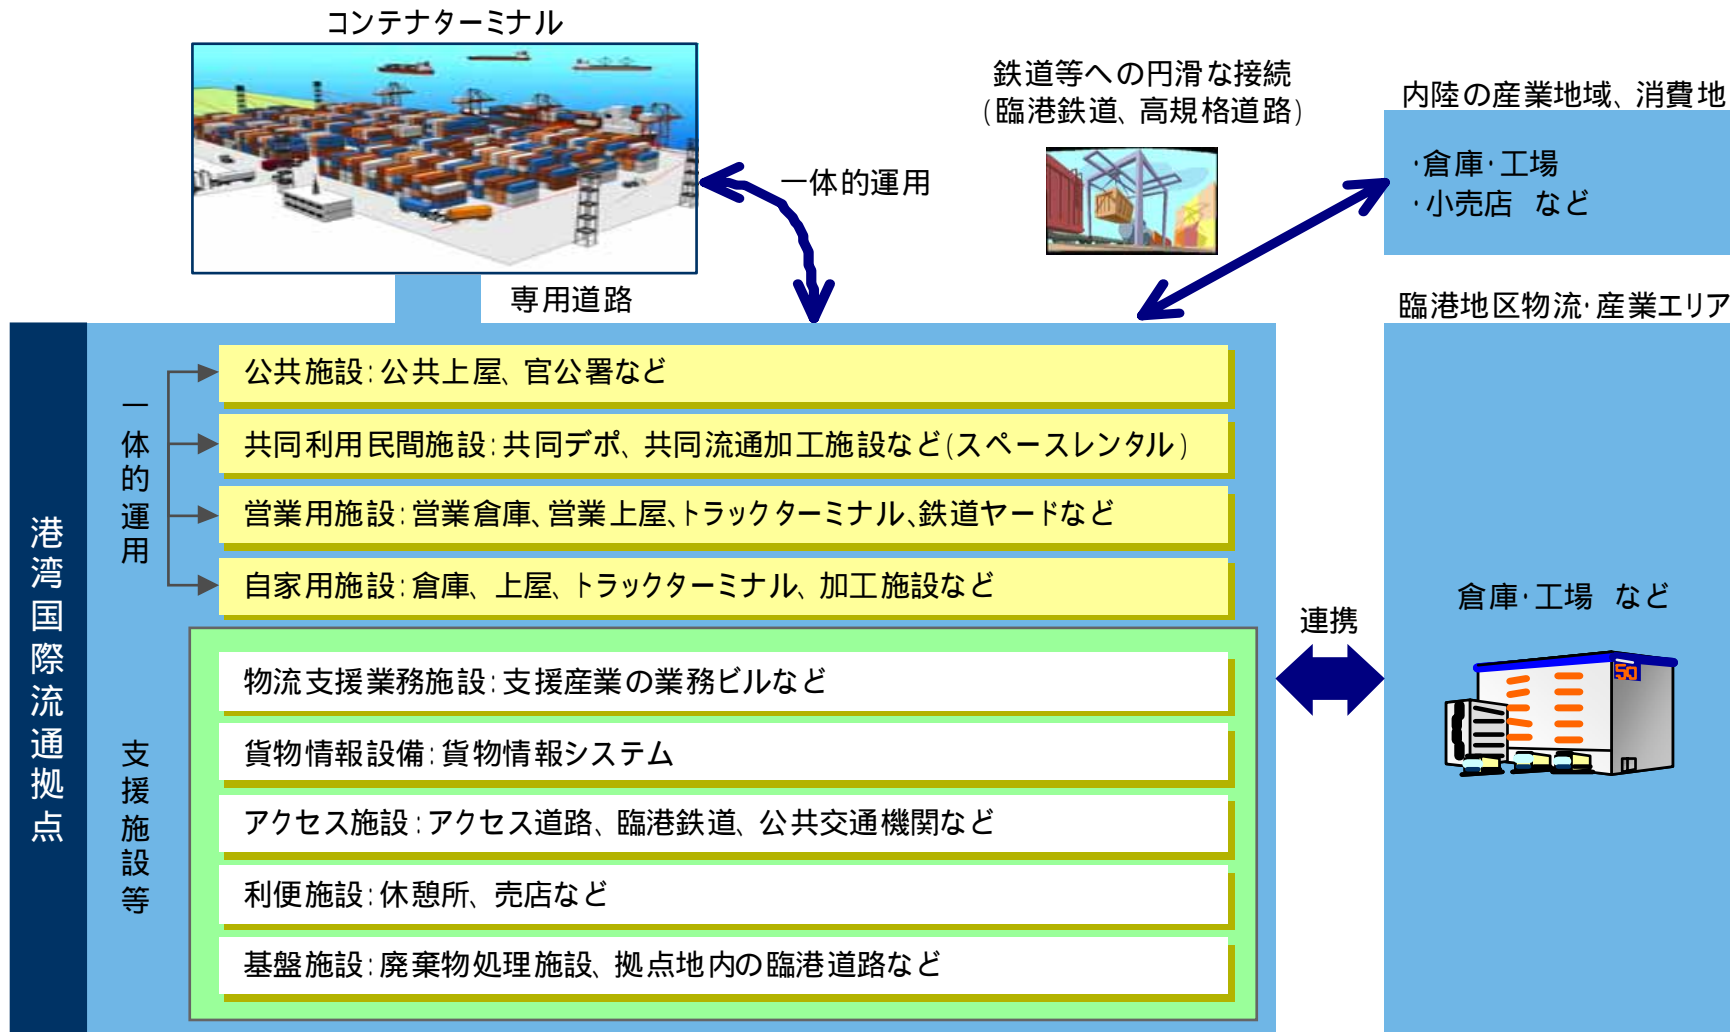 コンテナターミナル
鉄道等への円滑な接続
(臨港鉄道、高規格道路)
内陸の産業地域、消費地
・倉庫・工場
・小売店 など
一体的運用
専用道路
臨港地区物流・産業エリア
港湾国際流通拠点
一体的運用
公共施設:公共上屋、官公署など
共同利用民間施設:共同デポ、共同流通加工施設など(スペースレンタル)
営業用施設:営業倉庫、営業上屋、トラックターミナル、鉄道ヤードなど
自家用施設:倉庫、上屋、トラックターミナル、加工施設など
支援施設等
物流支援業務施設:支援産業の業務ビルなど
貨物情報設備:貨物情報システム
アクセス施設:アクセス道路、臨港鉄道、公共交通機関など
利便施設:休憩所、売店など
基盤施設:廃棄物処理施設、拠点地内の臨港道路など
連携
倉庫・工場 など
50